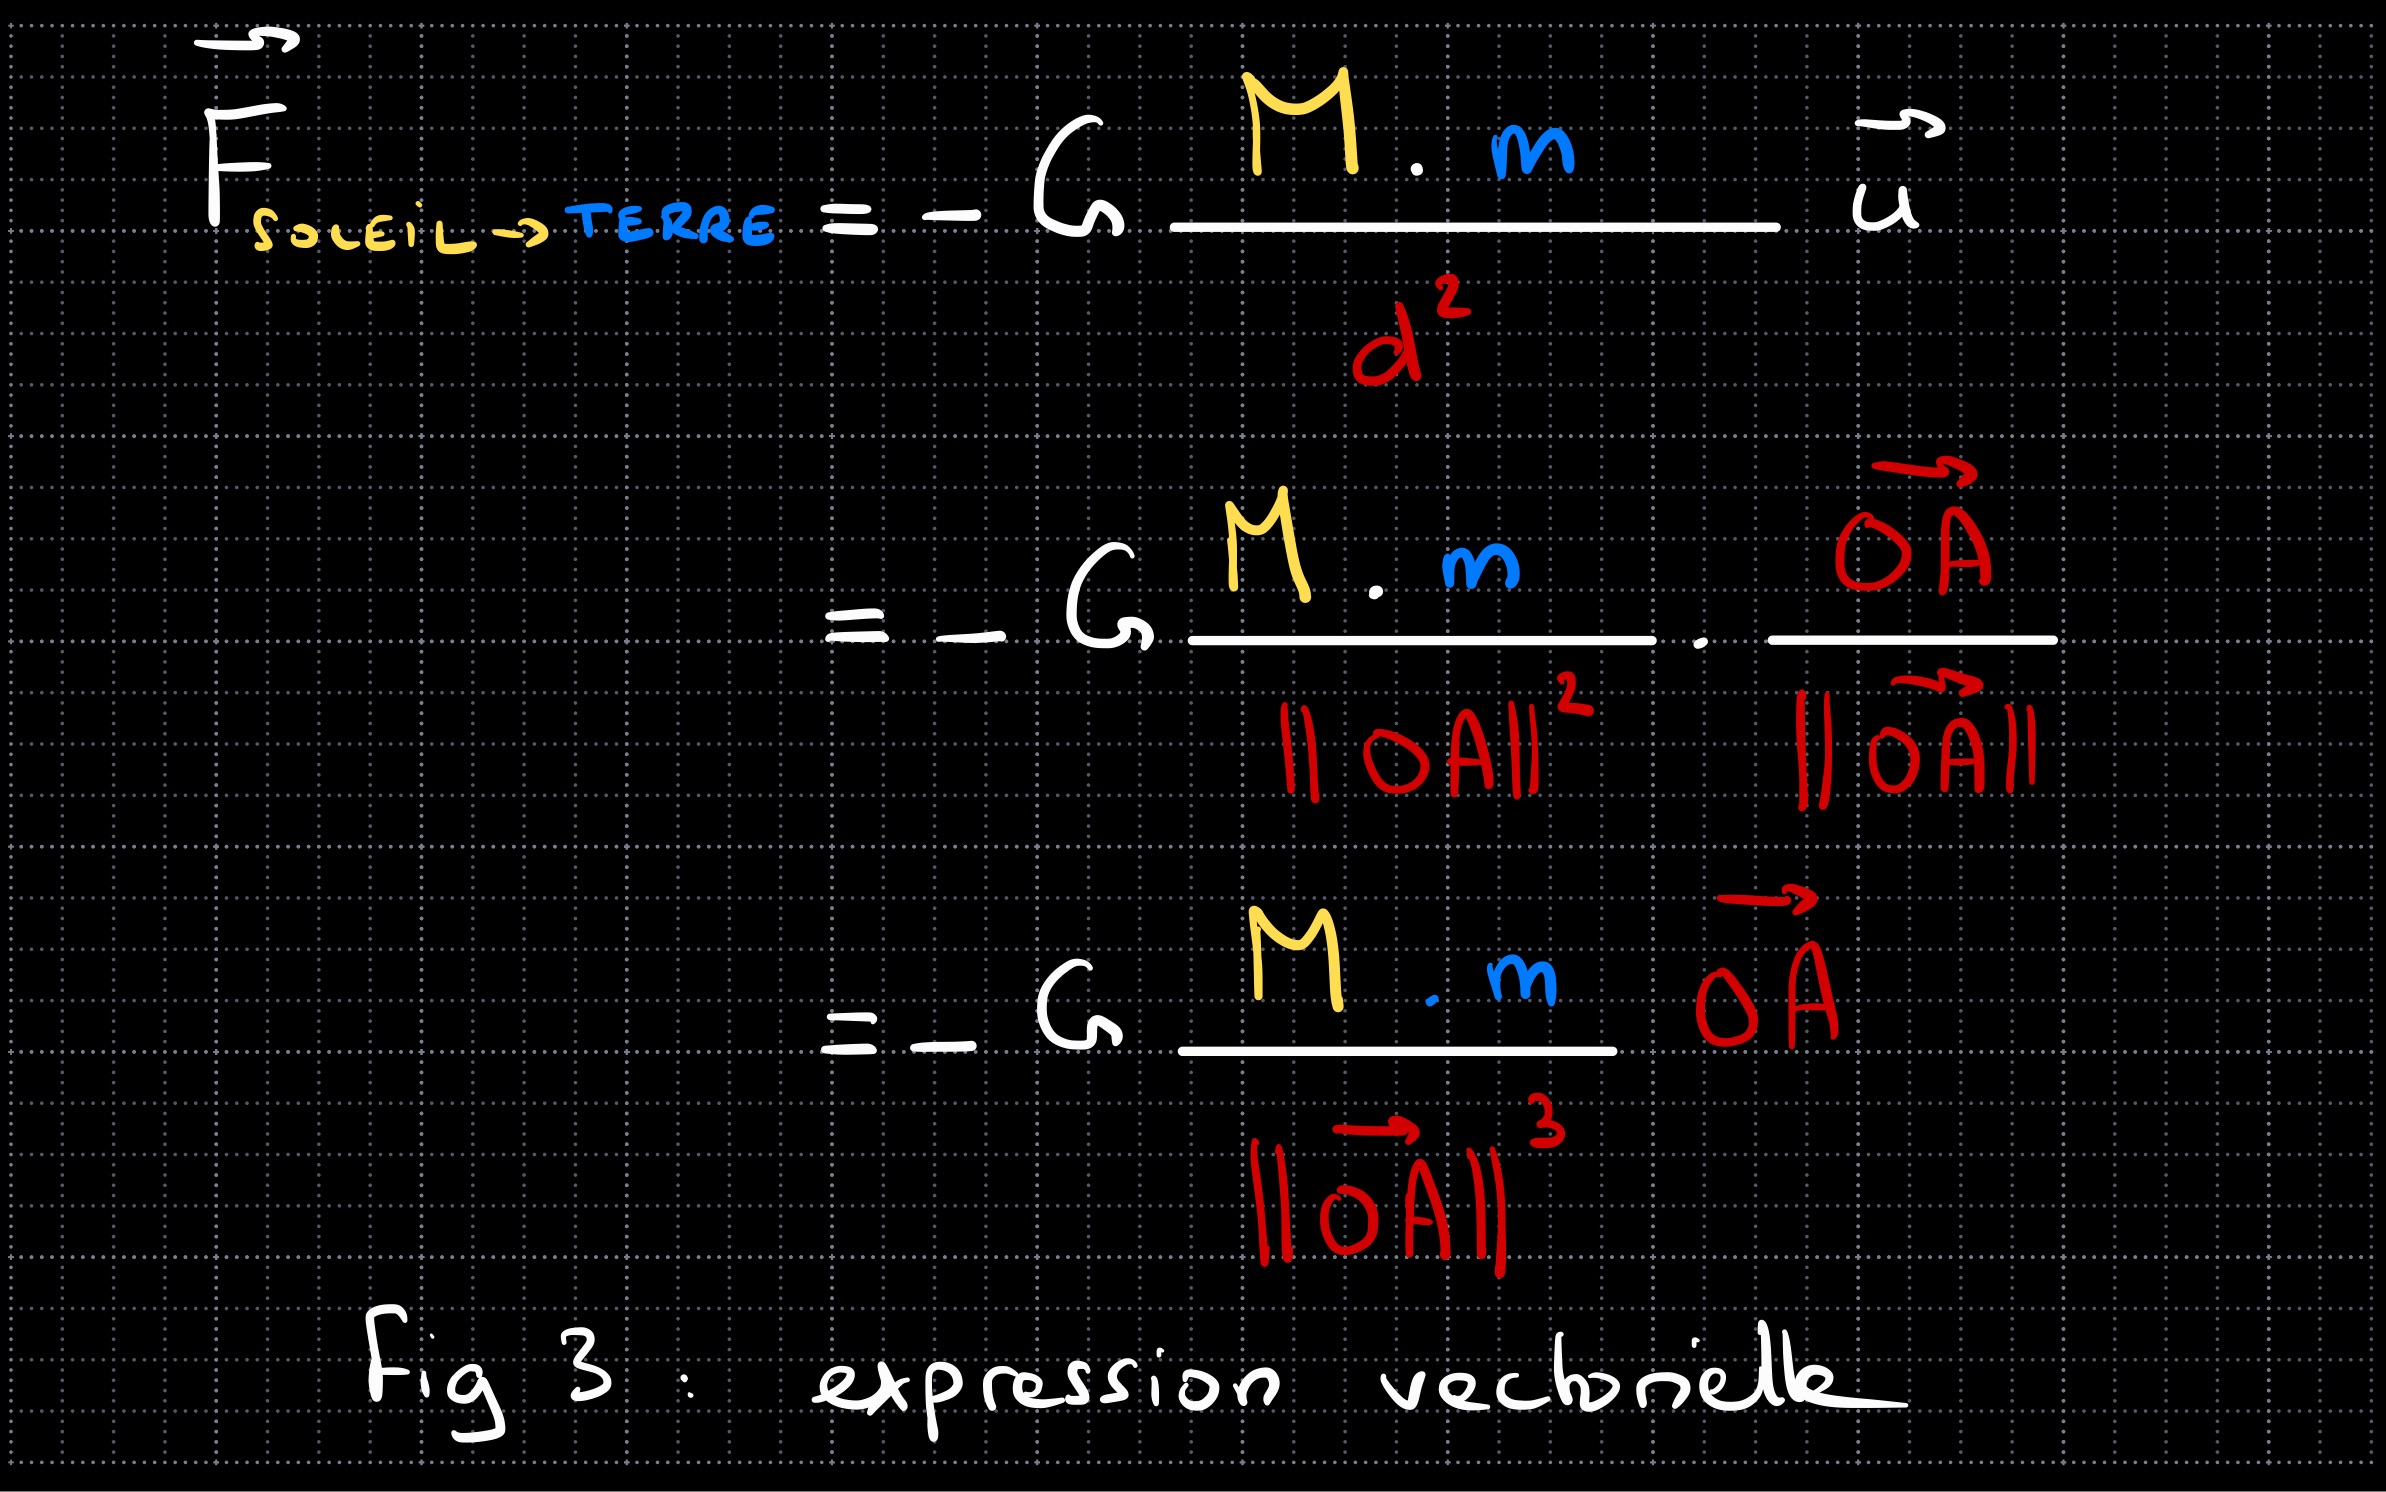 $\vec{F}_{SOLEIL \to TERRE} = - G \frac{M . m}{d^2} \vec{u}$
$= - G \frac{M . m}{\|OA\|^2} . \frac{\vec{OA}}{\|\vec{OA}\|}$
$= - G \frac{M . m}{\|\vec{OA}\|^3} \vec{OA}$
Fig 3 : expression vectorielle